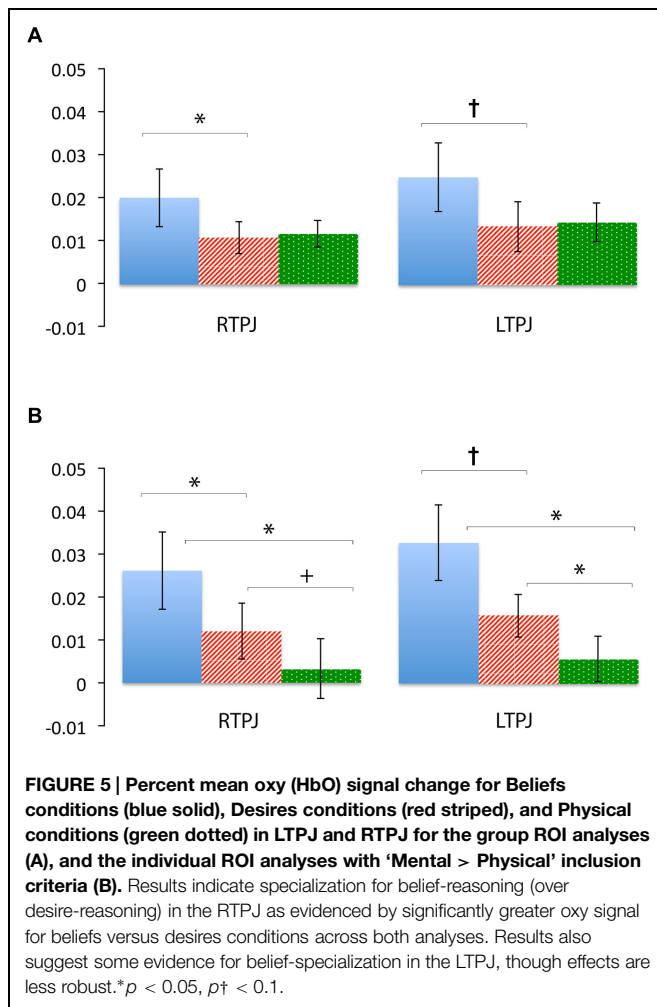 A
0.05
0.04
0.03
0.02
0.01
0
-0.01
*
†
RTPJ
LTPJ
B
0.05
0.04
0.03
0.02
0.01
0
-0.01
*
*
+
†
*
*
RTPJ
LTPJ
FIGURE 5 | Percent mean oxy (HbO) signal change for Beliefs
conditions (blue solid), Desires conditions (red striped), and Physical
conditions (green dotted) in LTPJ and RTPJ for the group ROI analyses
(A), and the individual ROI analyses with ‘Mental > Physical’ inclusion
criteria (B). Results indicate specialization for belief-reasoning (over
desire-reasoning) in the RTPJ as evidenced by significantly greater oxy signal
for beliefs versus desires conditions across both analyses. Results also
suggest some evidence for belief-specialization in the LTPJ, though effects are
less robust.*p < 0.05, p† < 0.1.